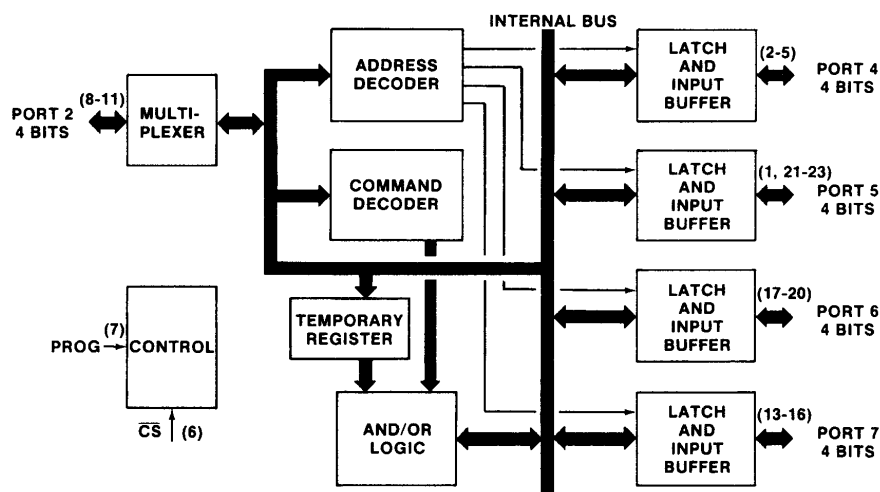 INTERNAL BUS
PORT 2
4 BITS
(8-11)
MULTI-
PLEXER
ADDRESS
DECODER
COMMAND
DECODER
TEMPORARY
REGISTER
AND/OR
LOGIC
PROG
(7)
CONTROL
CS
(6)
LATCH
AND
INPUT
BUFFER
(2-5)
PORT 4
4 BITS
LATCH
AND
INPUT
BUFFER
(1, 21-23)
PORT 5
4 BITS
LATCH
AND
INPUT
BUFFER
(17-20)
PORT 6
4 BITS
LATCH
AND
INPUT
BUFFER
(13-16)
PORT 7
4 BITS